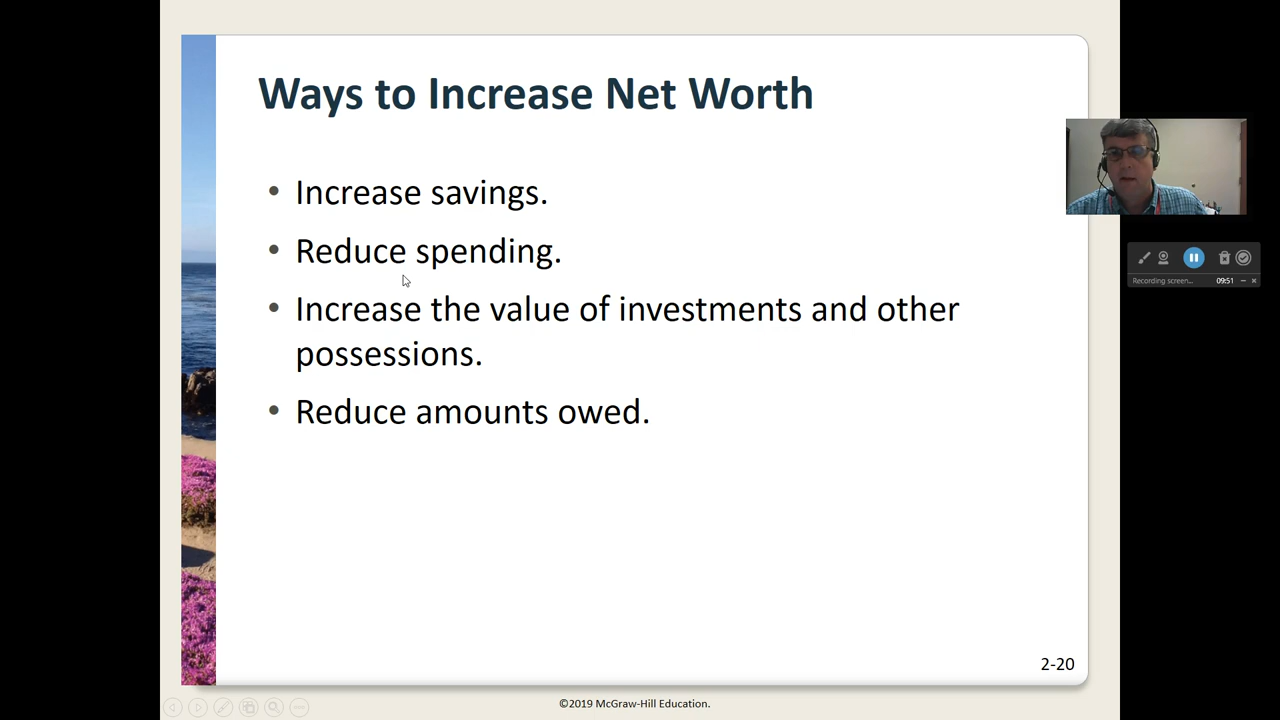 Ways to Increase Net Worth
• Increase savings.
• Reduce spending.
• Increase the value of investments and other
possessions.
• Reduce amounts owed.
Recording screen... 09:51
2-20
©2019 McGraw-Hill Education.